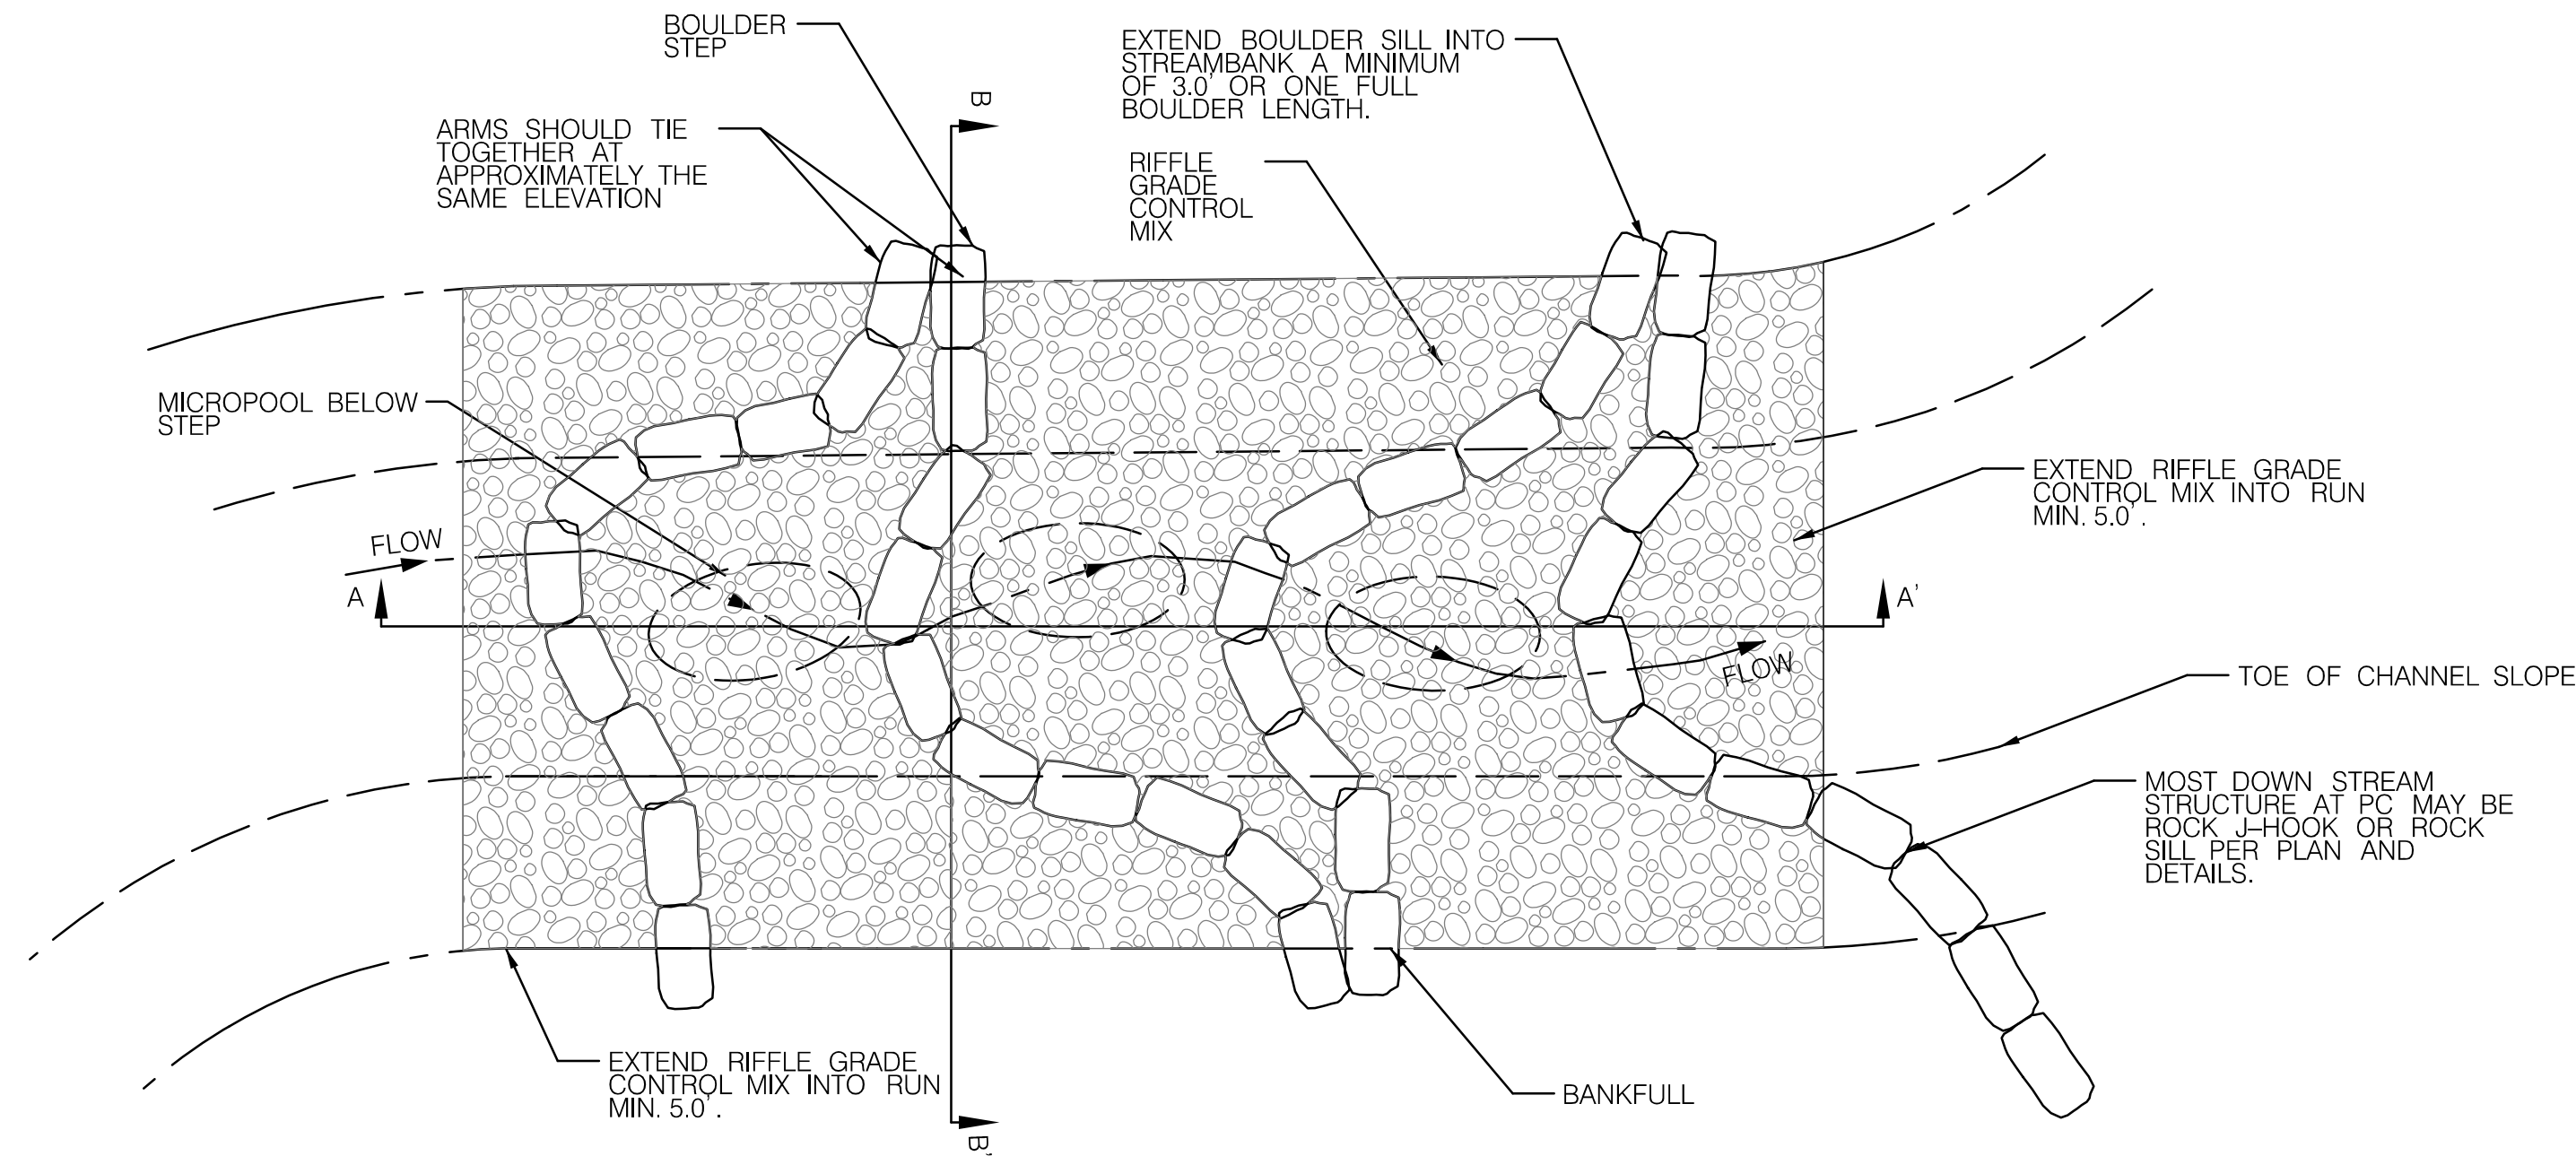 BOULDER
STEP
EXTEND BOULDER SILL INTO
STREAMBANK A MINIMUM
OF 3.0' OR ONE FULL
BOULDER LENGTH.
B
ARMS SHOULD TIE
TOGETHER AT
APPROXIMATELY THE
SAME ELEVATION
RIFFLE
GRADE
CONTROL
MIX
MICROPOOL BELOW
STEP
EXTEND RIFFLE GRADE
CONTROL MIX INTO RUN
MIN. 5.0'.
FLOW
A
A'
FLOW
TOE OF CHANNEL SLOPE
MOST DOWN STREAM
STRUCTURE AT PC MAY BE
ROCK J-HOOK OR ROCK
SILL PER PLAN AND
DETAILS.
EXTEND RIFFLE GRADE
CONTROL MIX INTO RUN
MIN. 5.0'.
BANKFULL
B'